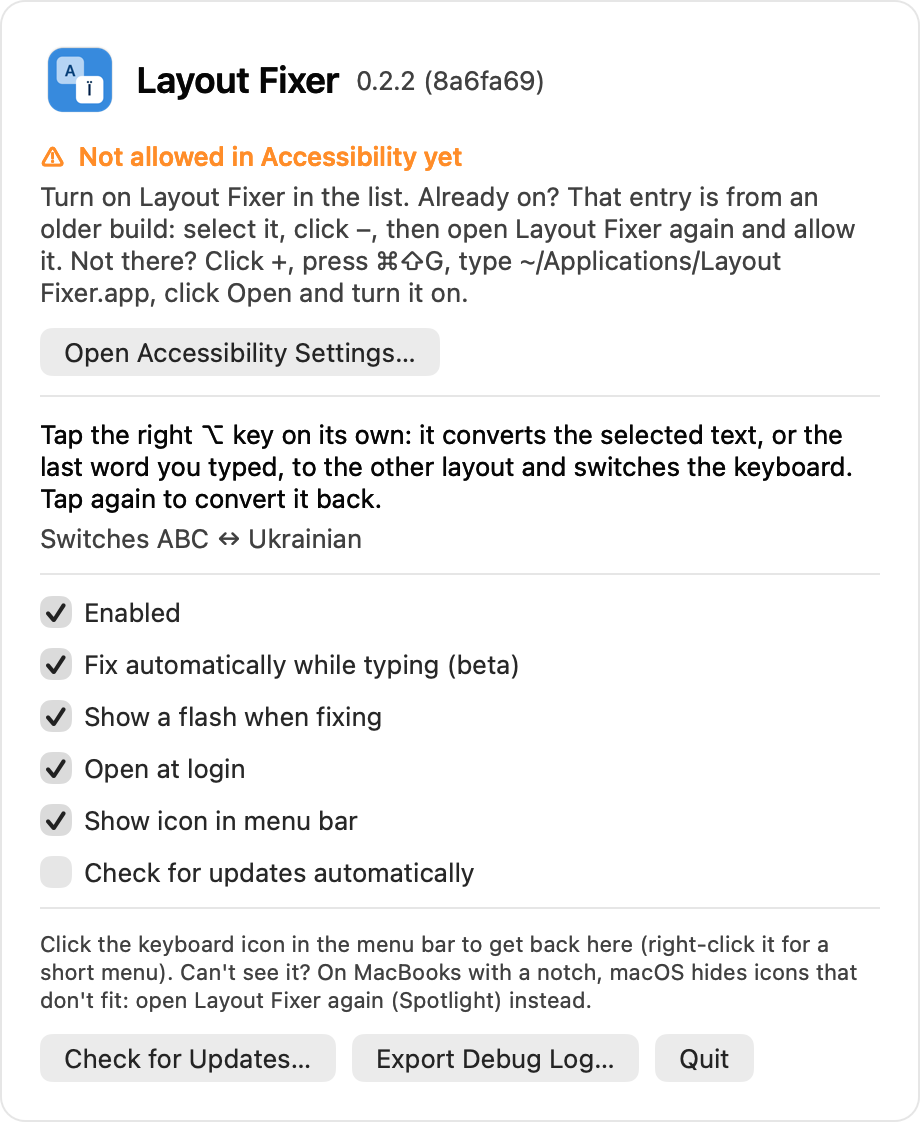 A
ї
Layout Fixer 0.2.2 (8a6fa69)
Not allowed in Accessibility yet
Turn on Layout Fixer in the list. Already on? That entry is from an
older build: select it, click –, then open Layout Fixer again and allow
it. Not there? Click +, press ⌘⇧G, type ~/Applications/Layout
Fixer.app, click Open and turn it on.
Open Accessibility Settings...
Tap the right ⌥ key on its own: it converts the selected text, or the
last word you typed, to the other layout and switches the keyboard.
Tap again to convert it back.
Switches ABC ↔ Ukrainian
Enabled
Fix automatically while typing (beta)
Show a flash when fixing
Open at login
Show icon in menu bar
Check for updates automatically
Click the keyboard icon in the menu bar to get back here (right-click it for a
short menu). Can't see it? On MacBooks with a notch, macOS hides icons that
don't fit: open Layout Fixer again (Spotlight) instead.
Check for Updates...
Export Debug Log...
Quit